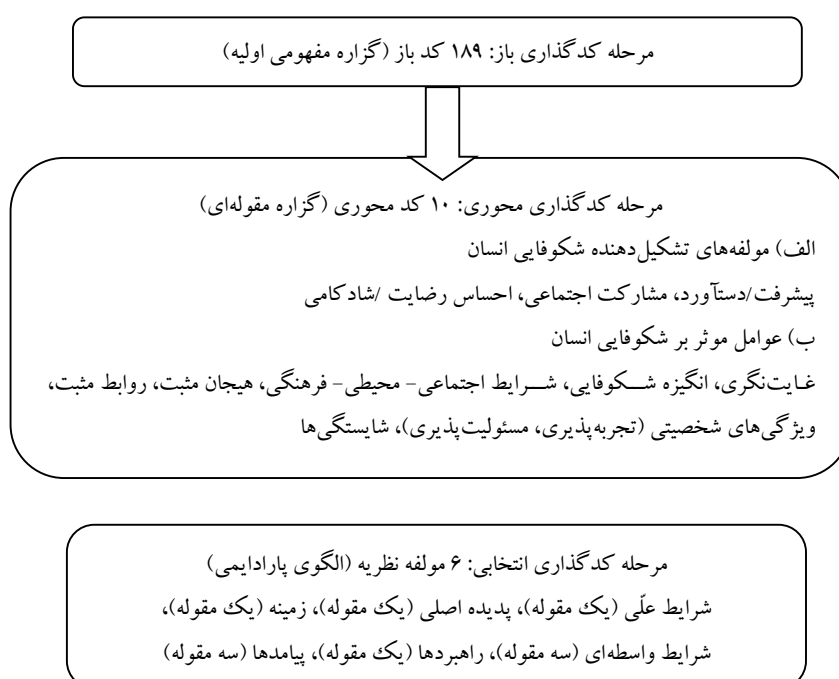 مرحله کدگذاری باز: ۱۸۹ کد باز (گزاره مفهومی اولیه)
مرحله کدگذاری محوری: ۱۰ کد محوری (گزاره مقوله‌ای)
الف) مولفه‌های تشکیل‌دهنده شکوفایی انسان
پیشرفت/دستآورد، مشارکت اجتماعی، احساس رضایت /شادکامی
ب) عوامل موثر بر شکوفایی انسان
غایت‌نگری، انگیزه شکوفایی، شرایط اجتماعی- محیطی- فرهنگی، هیجان مثبت، روابط مثبت،
ویژگی‌های شخصیتی (تجربه‌پذیری، مسئولیت‌پذیری)، شایستگی‌ها
مرحله کدگذاری انتخابی: ۶ مولفه نظریه (الگوی پارادایمی)
شرایط علّی (یک مقوله)، پدیده اصلی (یک مقوله)، زمینه (یک مقوله)،
شرایط واسطه‌ای (سه مقوله)، راهبردها (یک مقوله)، پیامدها (سه مقوله)